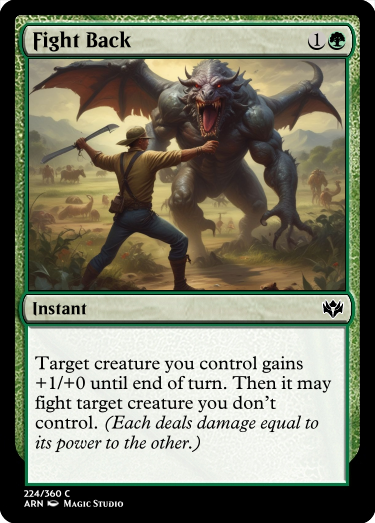 Fight Back 1
Instant
Target creature you control gains
+1/+0 until end of turn. Then it may
fight target creature you don't
control. (Each deals damage equal to
its power to the other.)
224/360 C
ARN Magic Studio